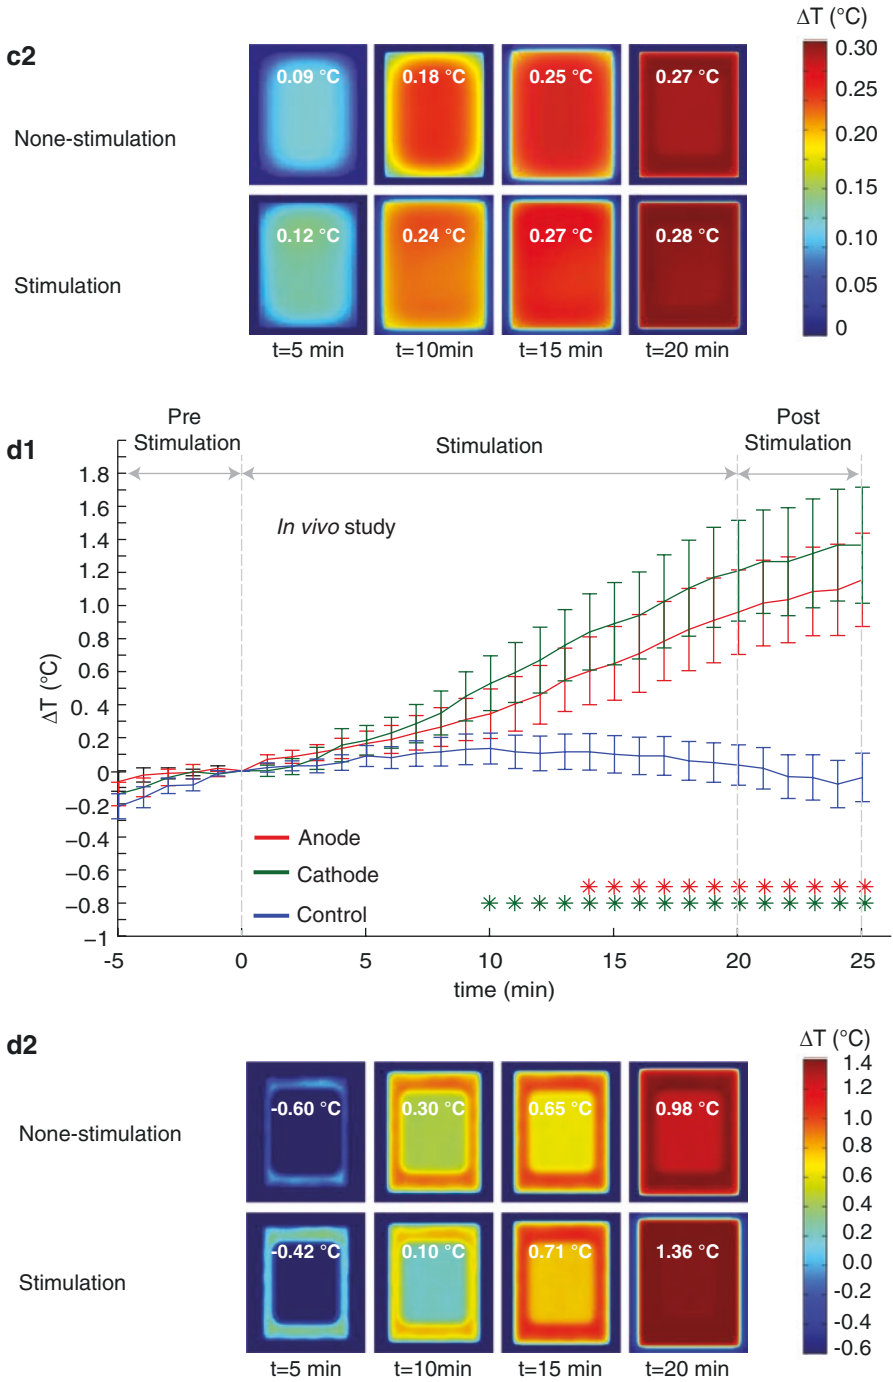 c2
ΔT (°C)
None-stimulation
0.09 °C 0.18 °C 0.25 °C 0.27 °C
Stimulation
0.12 °C 0.24 °C 0.27 °C 0.28 °C
t=5 min t=10min t=15 min t=20 min
0.30
0.25
0.20
0.15
0.10
0.05
0
d1
Pre
Stimulation
Stimulation
Post
Stimulation
In vivo study
ΔT (°C)
1.8
1.6
1.4
1.2
1.0
0.8
0.6
0. 4
0.2
0
−0.2
−0.4
−0.6
−0.8
−1
Anode
Cathode
Control
-5 0 5 10 15 20 25
time (min)
d2
ΔT (°C)
None-stimulation
-0.60 °C 0.30 °C 0.65 °C 0.98 °C
Stimulation
-0.42 °C 0.10 °C 0.71 °C 1.36 °C
t=5 min t=10min t=15 min t=20 min
1.4
1.2
1.0
0.8
0.6
0.4
0.2
0.0
-0.2
-0.4
-0.6